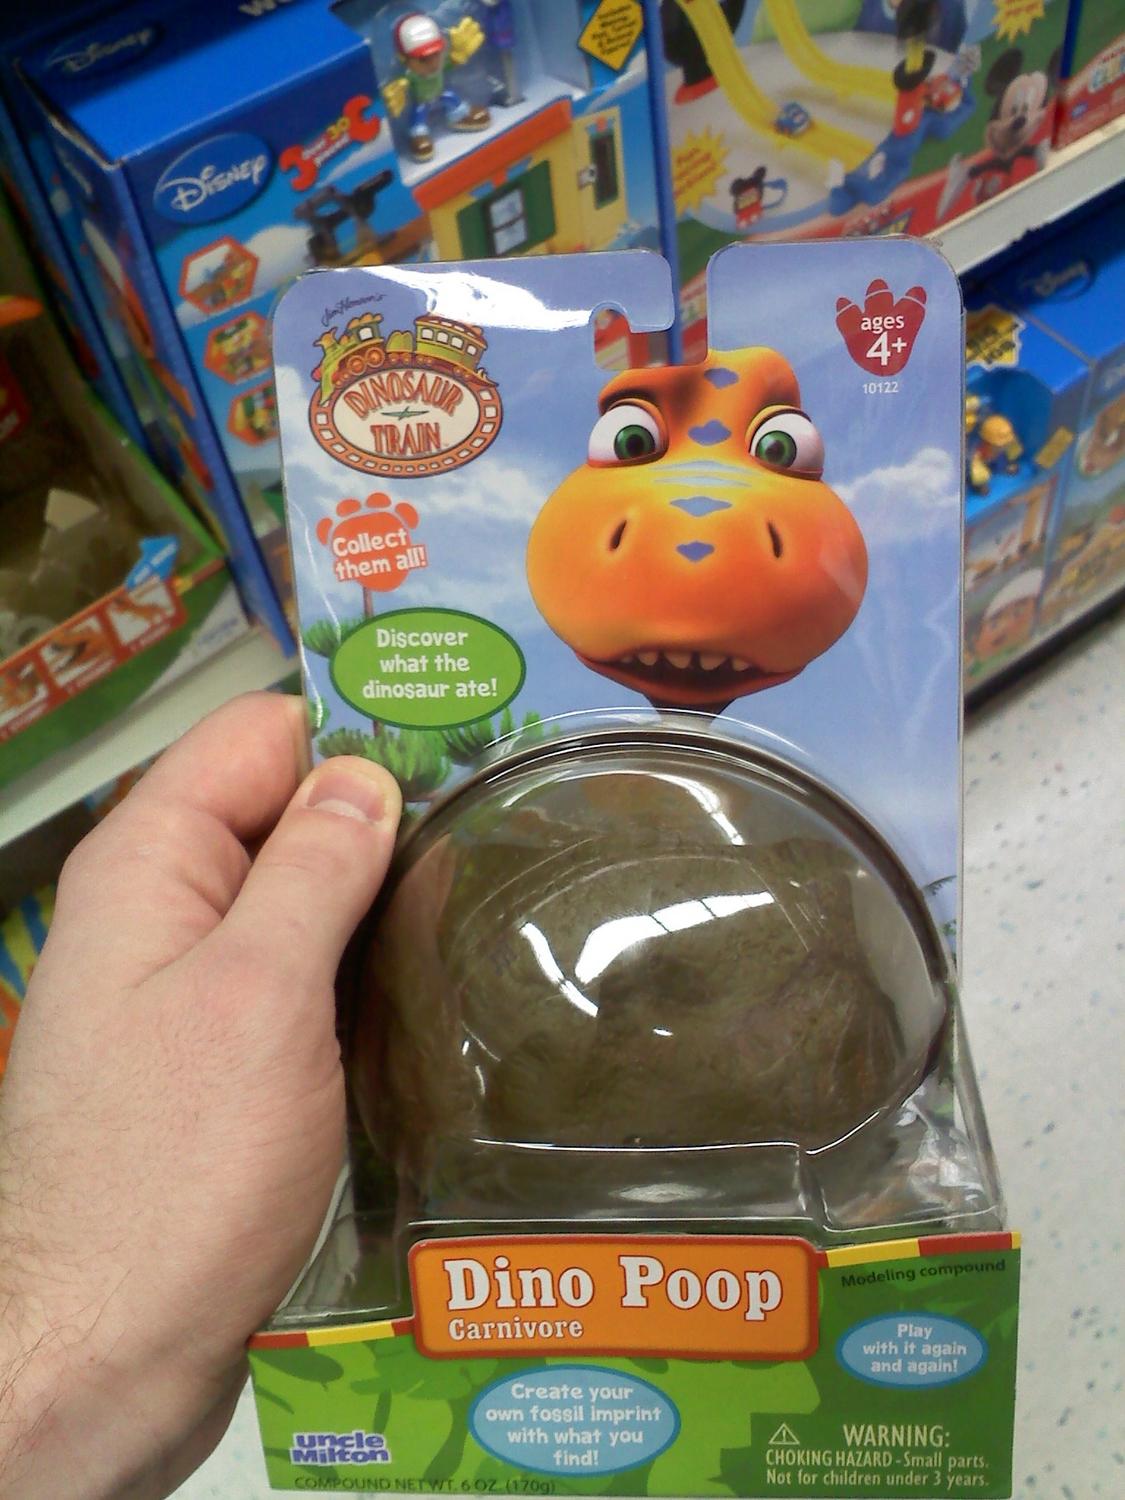 Disney
Disney
Jim Henson's
DINOSAUR
TRAIN
ages
4+
10122
Collect
them all!
Discover
what the
dinosaur ate!
Dino Poop
Carnivore
Modeling compound
Play
with it again
and again!
Create your
own fossil imprint
with what you
find!
uncle
Milton
WARNING:
CHOKING HAZARD - Small parts.
Not for children under 3 years.
COMPOUND NET WT. 6 OZ. (170g)